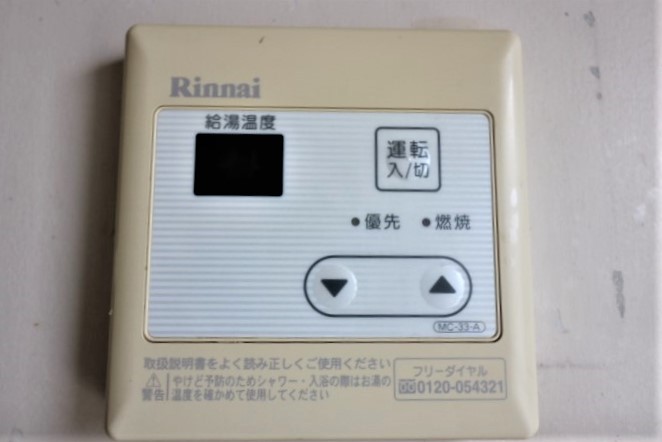 Rinnai
給湯温度
運転
入/切
優先 燃焼
▼ ▲
MC-33-A
取扱説明書をよく読み正しくご使用ください
警告 やけど予防のためシャワー・入浴の際はお湯の
温度を確かめて使用してください
フリーダイヤル
0120-054321